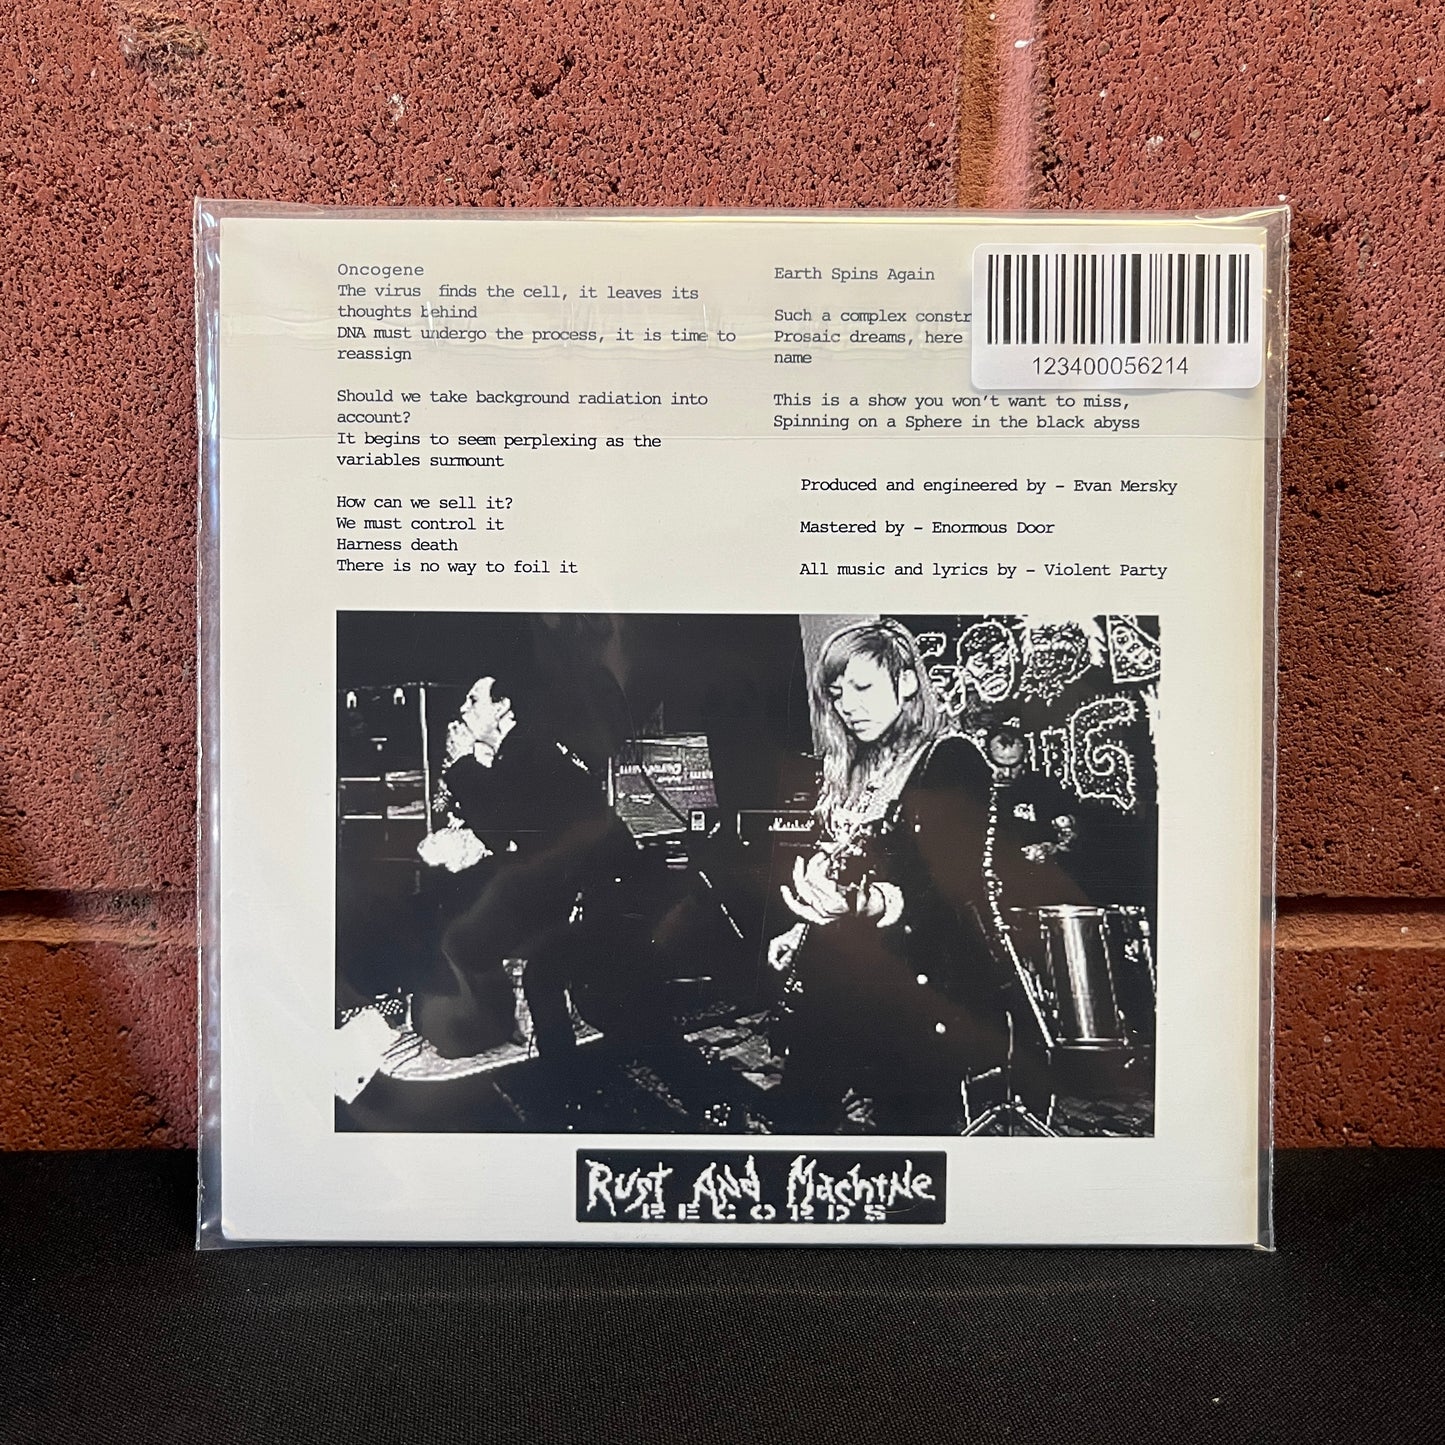 Oncogene
The virus finds the cell, it leaves its
thoughts behind
DNA must undergo the process, it is time to
reassign
Should we take background radiation into
account?
It begins to seem perplexing as the
variables surmount
How can we sell it?
We must control it
Harness death
There is no way to foil it
Earth Spins Again
Such a complex constr
Prosaic dreams, here
name
This is a show you won't want to miss,
Spinning on a Sphere in the black abyss
123400056214
Produced and engineered by - Evan Mersky
Mastered by - Enormous Door
All music and lyrics by - Violent Party
Marshall
Rust And Machine
RECORDS